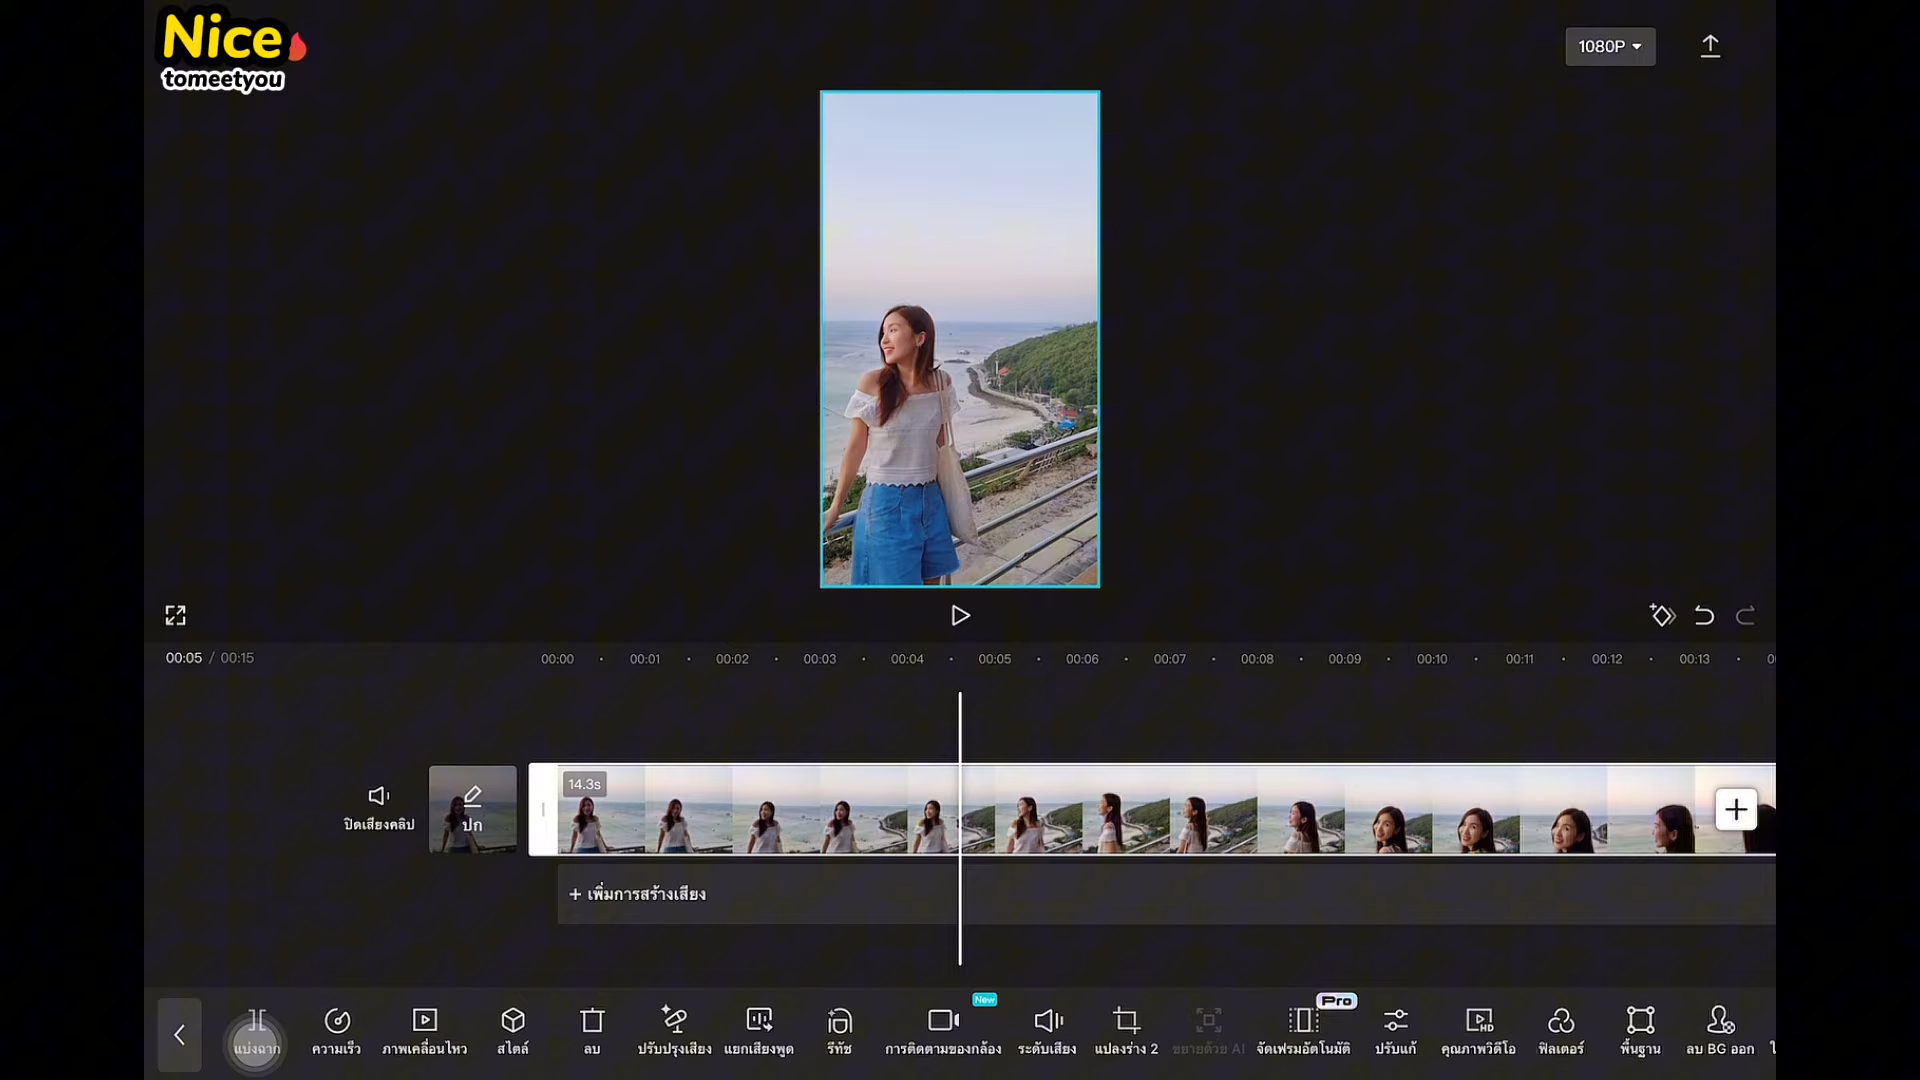 Nice
tomeetyou
1080P
00:05 / 00:15
00:00 00:01 00:02 00:03 00:04 00:05 00:06 00:07 00:08 00:09 00:10 00:11 00:12 00:13
14.3s
ปิดเสียงคลิป
ปก
+ เพิ่มการสร้างเสียง
New
Pro
แบ่งฉาก ความเร็ว ภาพเคลื่อนไหว สไตล์ ลบ ปรับปรุงเสียง แยกเสียงพูด รีทัช การติดตามของกล้อง ระดับเสียง แปลงร่าง 2 ขยายด้วย AI จัดเฟรมอัตโนมัติ ปรับแก้ คุณภาพวิดีโอ ฟิลเตอร์ พื้นฐาน ลบ BG ออก